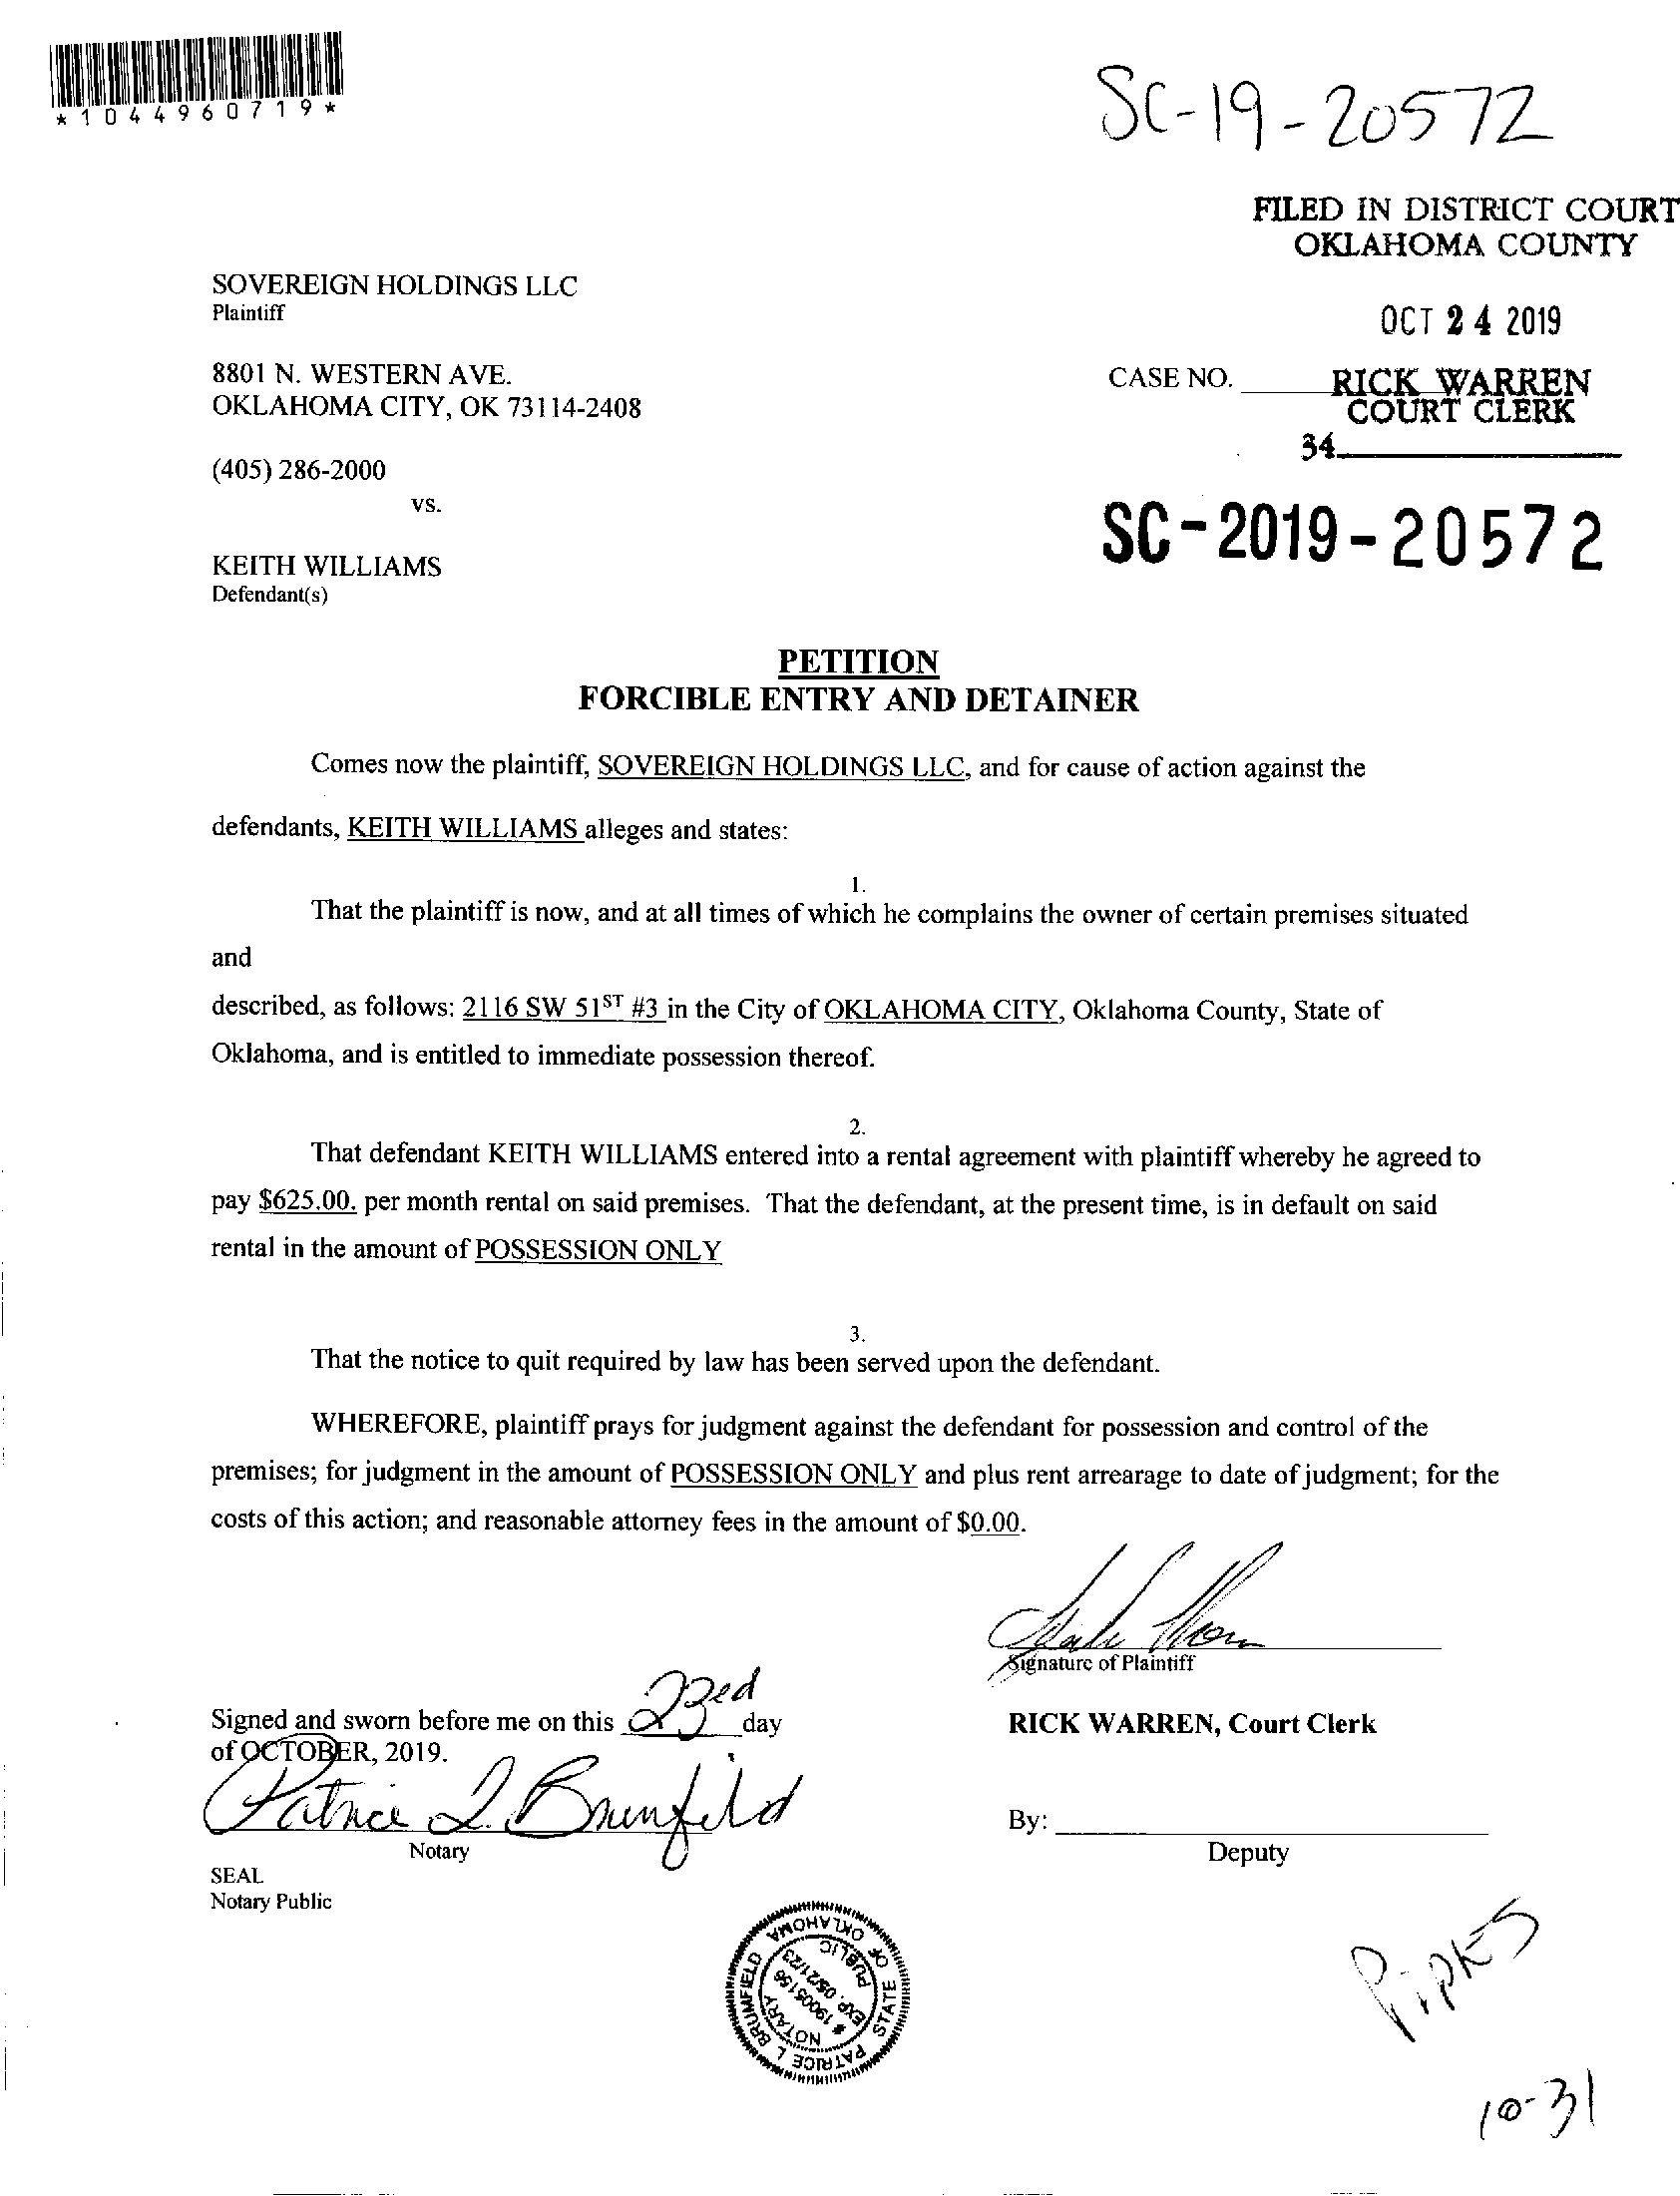 *1044960719*
SC-19-20572
FILED IN DISTRICT COURT
OKLAHOMA COUNTY
SOVEREIGN HOLDINGS LLC
Plaintiff
OCT 24 2019
8801 N. WESTERN AVE.
OKLAHOMA CITY, OK 73114-2408
CASE NO.
RICK WARREN
COURT CLERK
34
(405) 286-2000
vs.
SC-2019-20572
KEITH WILLIAMS
Defendant(s)
PETITION
FORCIBLE ENTRY AND DETAINER
Comes now the plaintiff, SOVEREIGN HOLDINGS LLC, and for cause of action against the
defendants, KEITH WILLIAMS alleges and states:
1.
That the plaintiff is now, and at all times of which he complains the owner of certain premises situated
and
described, as follows: 2116 SW 51ST #3 in the City of OKLAHOMA CITY, Oklahoma County, State of
Oklahoma, and is entitled to immediate possession thereof.
2.
That defendant KEITH WILLIAMS entered into a rental agreement with plaintiff whereby he agreed to
pay $625.00. per month rental on said premises. That the defendant, at the present time, is in default on said
rental in the amount of POSSESSION ONLY
3.
That the notice to quit required by law has been served upon the defendant.
WHEREFORE, plaintiff prays for judgment against the defendant for possession and control of the
premises; for judgment in the amount of POSSESSION ONLY and plus rent arrearage to date of judgment; for the
costs of this action; and reasonable attorney fees in the amount of $0.00.
Signature of Plaintiff
Signed and sworn before me on this 23ed day
of OCTOBER, 2019.
RICK WARREN, Court Clerk
Patrice L. Brumfield
Notary
By:
Deputy
SEAL
Notary Public
PATRICE L BRUMFIELD STATE OF OKLAHOMA
NOTARY PUBLIC
# 19005156
EXP. 05/21/23
Pipkes
10-31